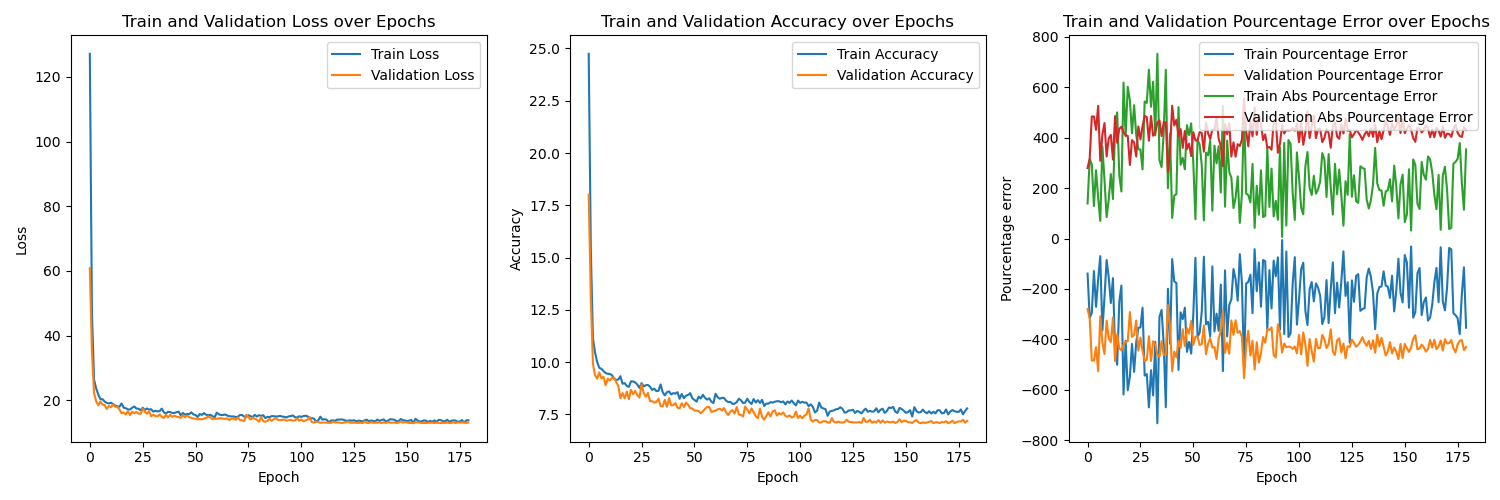 Train and Validation Loss over Epochs
Train Loss
Validation Loss
120
100
80
60
40
20
Loss
0 25 50 75 100 125 150 175
Epoch
Train and Validation Accuracy over Epochs
Train Accuracy
Validation Accuracy
25.0
22.5
20.0
17.5
15.0
12.5
10.0
7.5
Accuracy
0 25 50 75 100 125 150 175
Epoch
Train and Validation Pourcentage Error over Epochs
Train Pourcentage Error
Validation Pourcentage Error
Train Abs Pourcentage Error
Validation Abs Pourcentage Error
800
600
400
200
0
−200
−400
−600
−800
Pourcentage error
0 25 50 75 100 125 150 175
Epoch